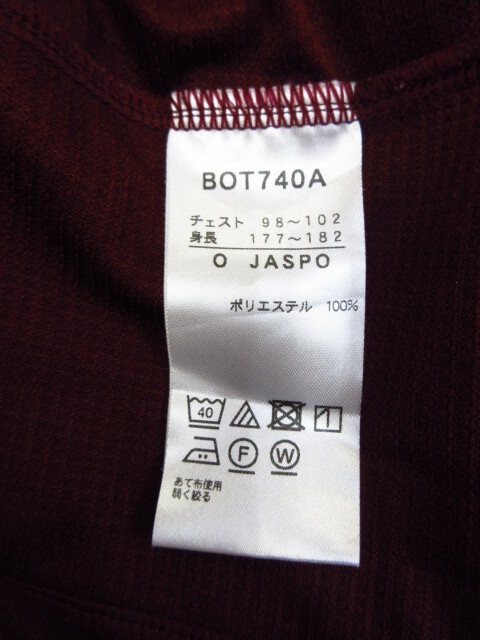 BOT740A
チェスト 98～102
身長 177～182
O JASPO
ポリエステル 100%
40
F W
あて布使用
弱く絞る